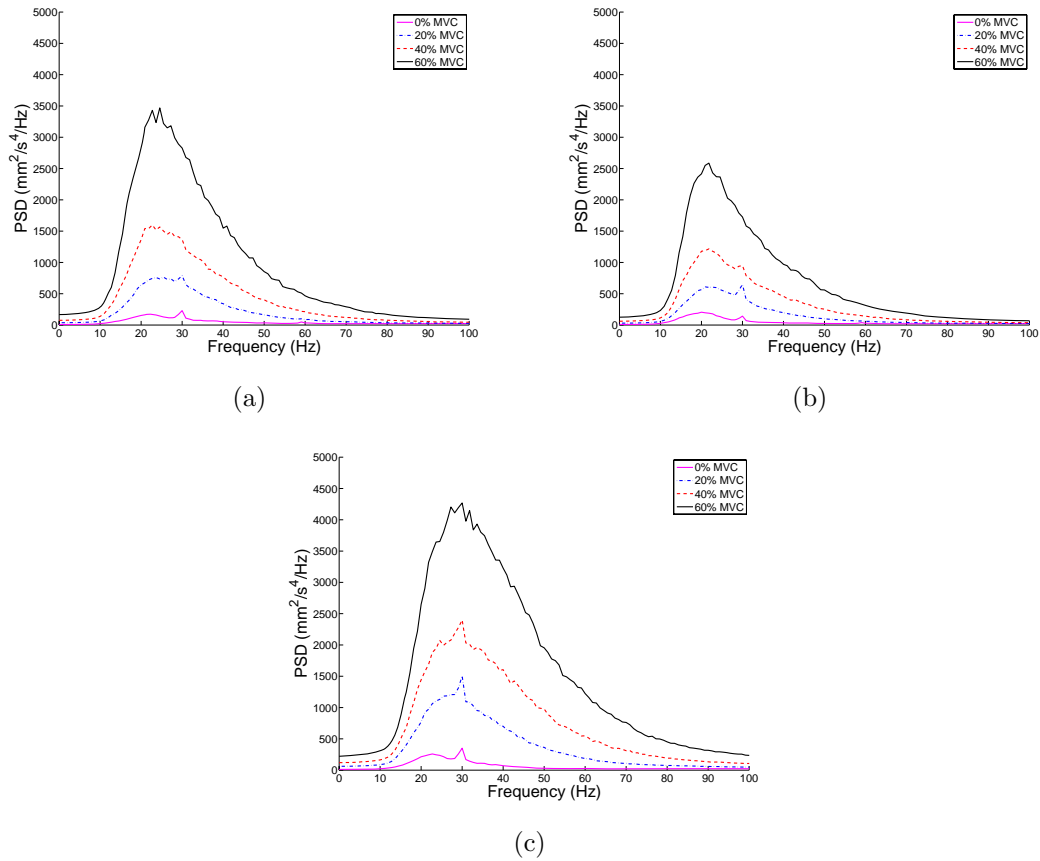 5000
4500
4000
3500
3000
2500
2000
1500
1000
500
0
PSD (mm²/s⁴/Hz)
0% MVC
20% MVC
40% MVC
60% MVC
0 10 20 30 40 50 60 70 80 90 100
Frequency (Hz)
(a)
5000
4500
4000
3500
3000
2500
2000
1500
1000
500
0
PSD (mm²/s⁴/Hz)
0% MVC
20% MVC
40% MVC
60% MVC
0 10 20 30 40 50 60 70 80 90 100
Frequency (Hz)
(b)
5000
4500
4000
3500
3000
2500
2000
1500
1000
500
0
PSD (mm²/s⁴/Hz)
0% MVC
20% MVC
40% MVC
60% MVC
0 10 20 30 40 50 60 70 80 90 100
Frequency (Hz)
(c)